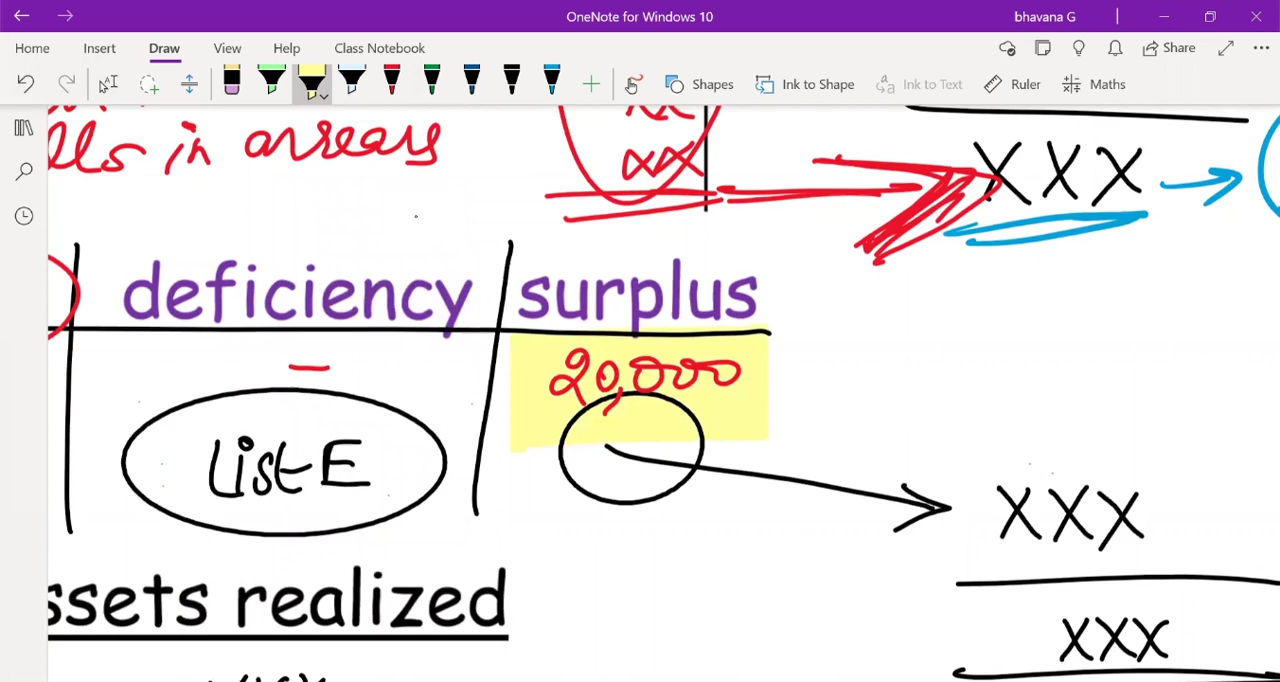 OneNote for Windows 10
bhavana G
Home Insert Draw View Help Class Notebook Share
Shapes Ink to Shape Ink to Text Ruler Maths
lls in arrears
XX
XXX
deficiency surplus
20,000
List E
XXX
ssets realized
XXX